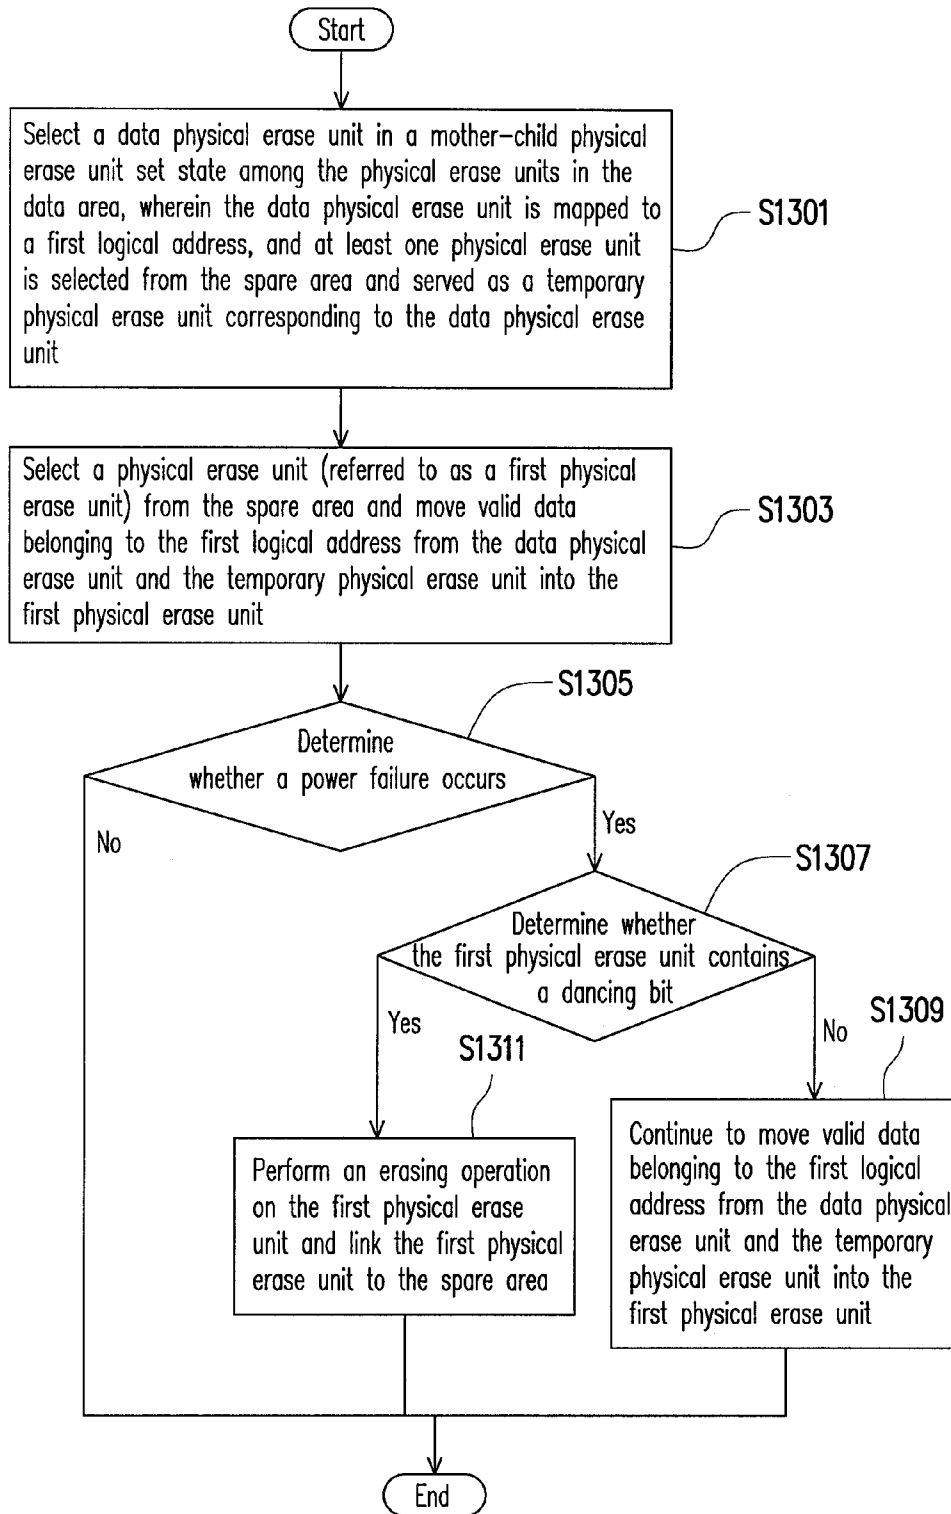 Start
Select a data physical erase unit in a mother-child physical
erase unit set state among the physical erase units in the
data area, wherein the data physical erase unit is mapped to
a first logical address, and at least one physical erase unit
is selected from the spare area and served as a temporary
physical erase unit corresponding to the data physical erase
unit
S1301
Select a physical erase unit (referred to as a first physical
erase unit) from the spare area and move valid data
belonging to the first logical address from the data physical
erase unit and the temporary physical erase unit into the
first physical erase unit
S1303
S1305
Determine
whether a power failure occurs
No
Yes
S1307
Determine whether
the first physical erase unit contains
a dancing bit
Yes
No
S1311
S1309
Perform an erasing operation
on the first physical erase
unit and link the first physical
erase unit to the spare area
Continue to move valid data
belonging to the first logical
address from the data physical
erase unit and the temporary
physical erase unit into the
first physical erase unit
End